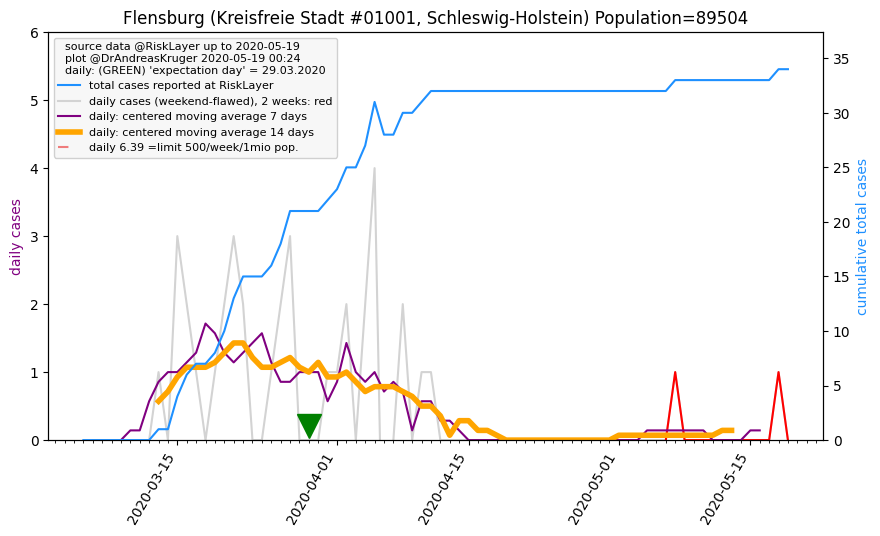 Flensburg (Kreisfreie Stadt #01001, Schleswig-Holstein) Population=89504
source data @RiskLayer up to 2020-05-19
plot @DrAndreasKruger 2020-05-19 00:24
daily: (GREEN) 'expectation day' = 29.03.2020
total cases reported at RiskLayer
daily cases (weekend-flawed), 2 weeks: red
daily: centered moving average 7 days
daily: centered moving average 14 days
daily 6.39 =limit 500/week/1mio pop.
daily cases
6
5
4
3
2
1
0
35
30
25
20
15
10
5
0
cumulative total cases
2020-03-15
2020-04-01
2020-04-15
2020-05-01
2020-05-15